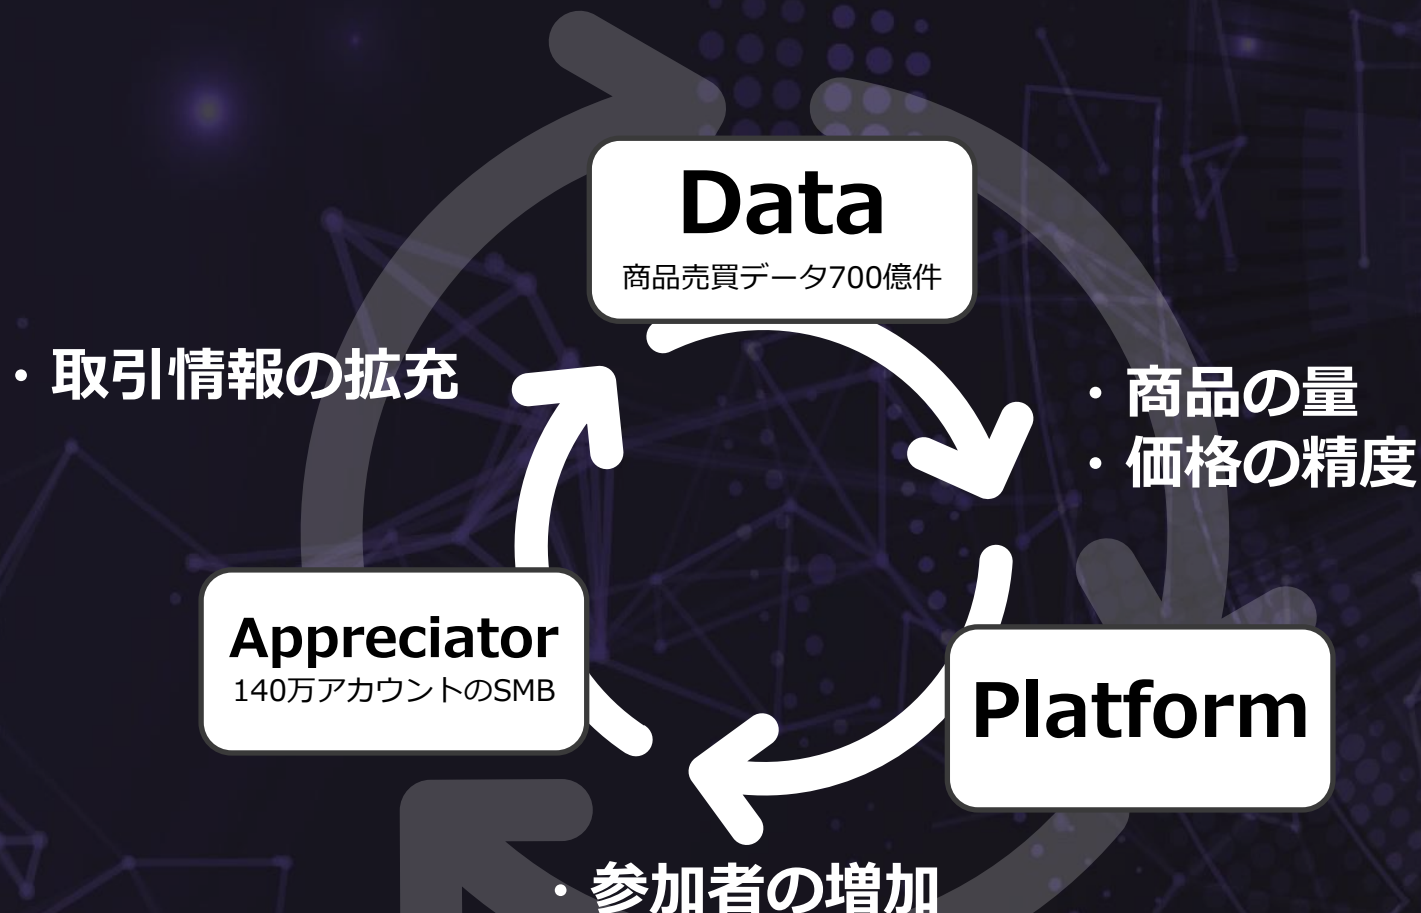 Data
商品売買データ700億件
・取引情報の拡充
・商品の量
・価格の精度
Appreciator
140万アカウントのSMB
Platform
・参加者の増加